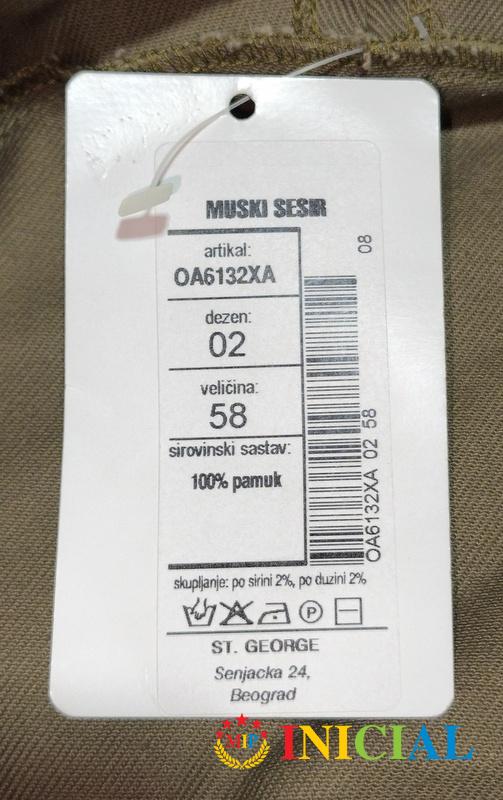 MUSKI SESIR
artikal:
OA6132XA
dezen:
02
veličina:
58
sirovinski sastav:
100% pamuk
08
OA6132XA 02 58
skupljanje: po sirini 2%, po duzini 2%
P
ST. GEORGE
Senjacka 24,
Beograd
MIP INICIAL